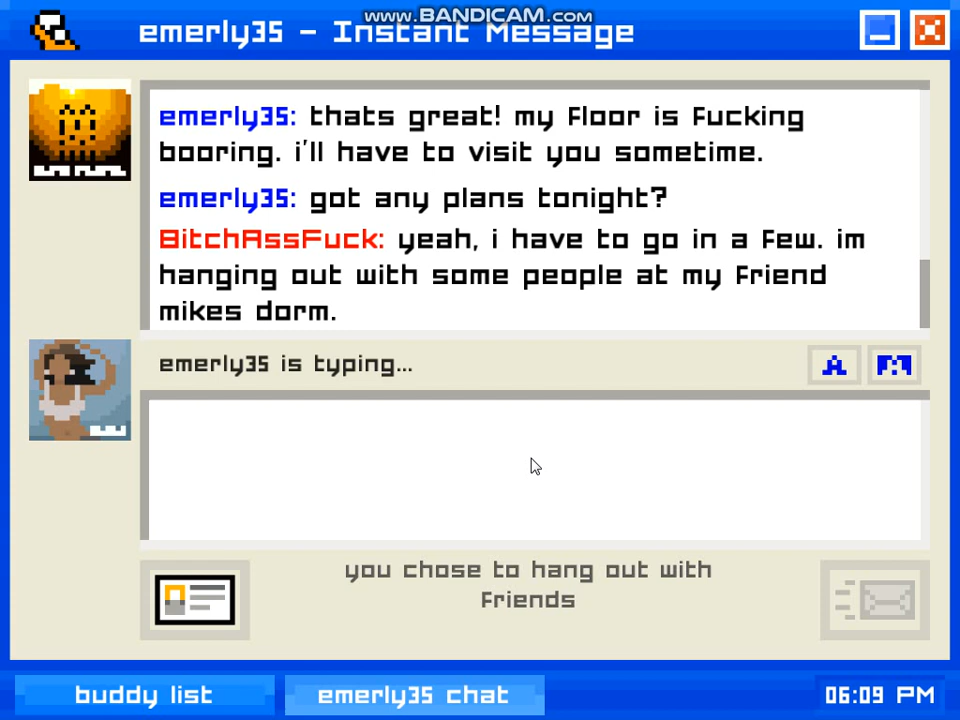 www.BANDICAM.com
emerly35 - Instant Message
emerly35: thats great! my Floor is Fucking
booring. i'll have to visit you sometime.
emerly35: got any plans tonight?
BitchAssFuck: yeah, i have to go in a Few. im
hanging out with some people at my Friend
mikes dorm.
emerly35 is typing...
you chose to hang out with
Friends
buddy list
emerly35 chat
06:09 PM